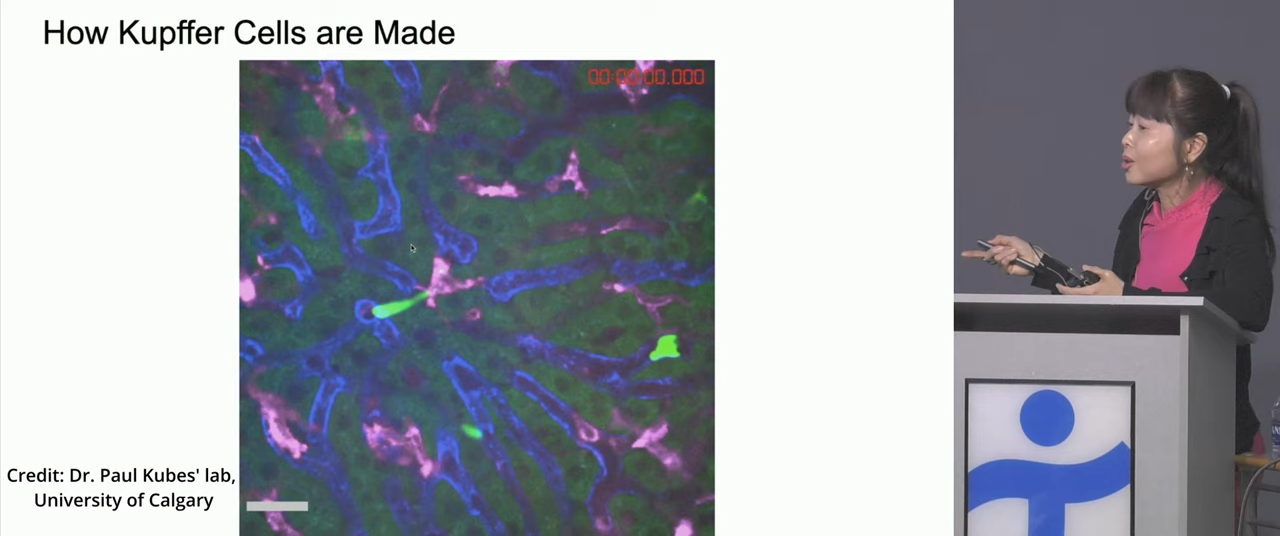 How Kupffer Cells are Made
00:00:00.000
Credit: Dr. Paul Kubes' lab,
University of Calgary